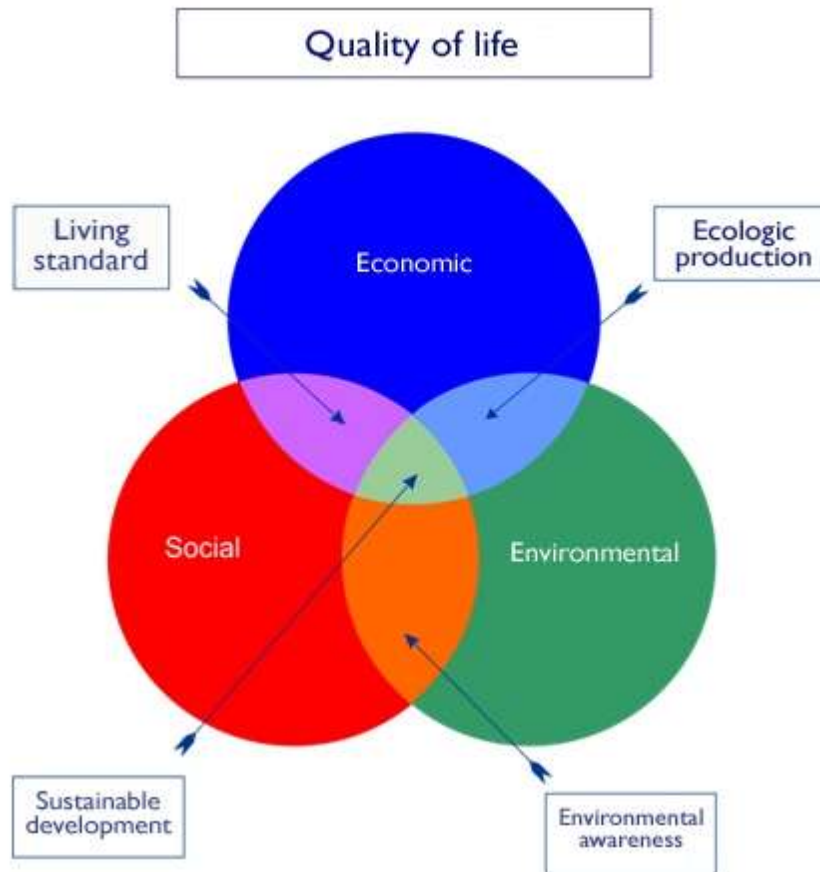 Quality of life
Living
standard
Ecologic
production
Economic
Social
Environmental
Sustainable
development
Environmental
awareness